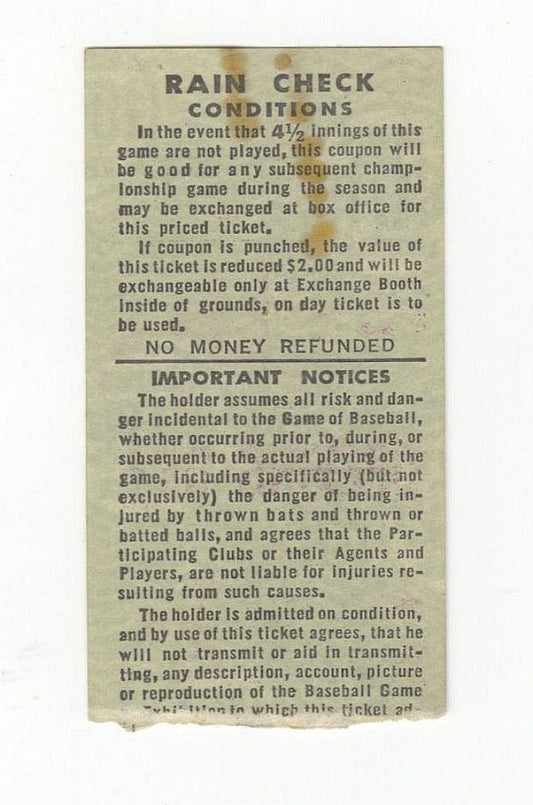 RAIN CHECK
CONDITIONS
In the event that 4½ innings of this
game are not played, this coupon will
be good for any subsequent champ-
ionship game during the season and
may be exchanged at box office for
this priced ticket.
If coupon is punched, the value of
this ticket is reduced $2.00 and will be
exchangeable only at Exchange Booth
inside of grounds, on day ticket is to
be used.
NO MONEY REFUNDED
IMPORTANT NOTICES
The holder assumes all risk and dan-
ger incidental to the Game of Baseball,
whether occurring prior to, during, or
subsequent to the actual playing of the
game, including specifically (but not
exclusively) the danger of being in-
jured by thrown bats and thrown or
batted balls, and agrees that the Par-
ticipating Clubs or their Agents and
Players, are not liable for injuries re-
sulting from such causes.
The holder is admitted on condition,
and by use of this ticket agrees, that he
will not transmit or aid in transmit-
ting, any description, account, picture
or reproduction of the Baseball Game
Exhibition to which this ticket ad-